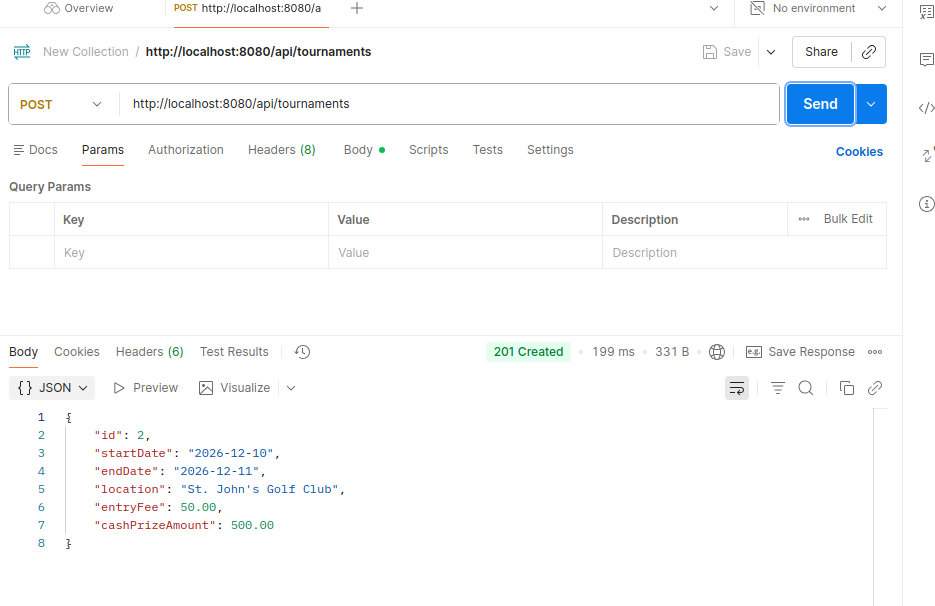 Overview POST http://localhost:8080/a No environment
HTTP New Collection / http://localhost:8080/api/tournaments Save Share
POST http://localhost:8080/api/tournaments Send
Docs Params Authorization Headers (8) Body Scripts Tests Settings Cookies
Query Params
Key Value Description Bulk Edit
Key Value Description
Body Cookies Headers (6) Test Results 201 Created 199 ms 331 B e.g. Save Response
{} JSON Preview Visualize
1 {
2 "id": 2,
3 "startDate": "2026-12-10",
4 "endDate": "2026-12-11",
5 "location": "St. John's Golf Club",
6 "entryFee": 50.00,
7 "cashPrizeAmount": 500.00
8 }